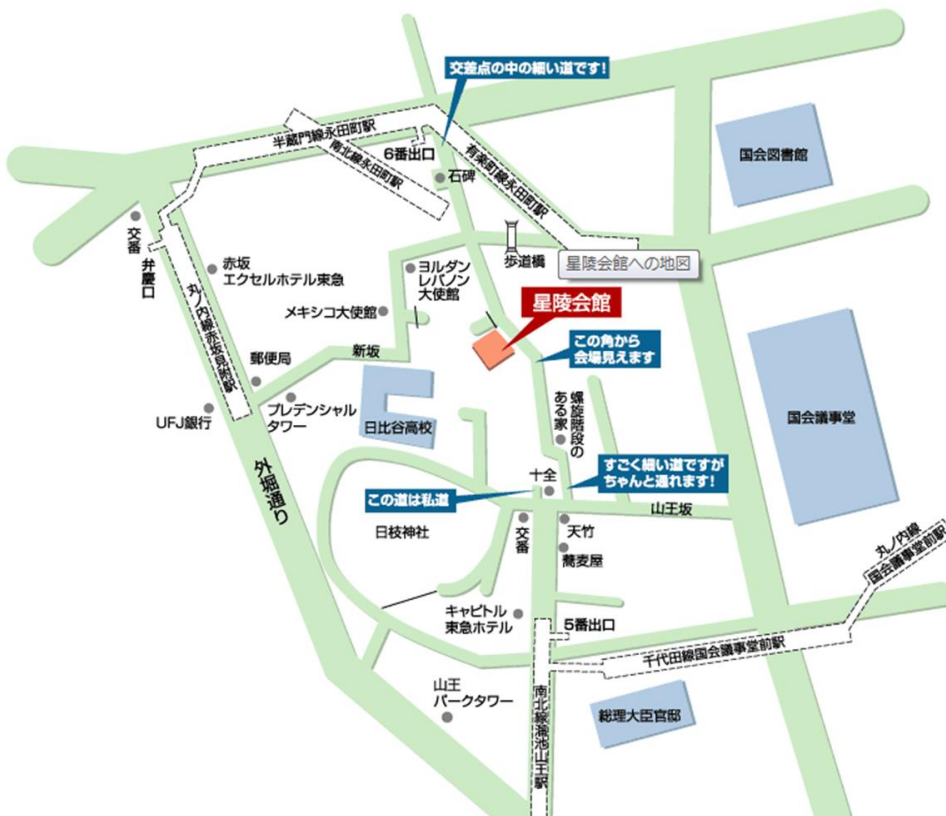 交差点の中の細い道です!
半蔵門線永田町駅
南北線永田町駅
6番出口
有楽町線永田町駅
石碑
国会図書館
交番
弁慶口
赤坂
エクセルホテル東急
ヨルダン
レバノン
大使館
歩道橋
星陵会館への地図
星陵会館
メキシコ大使館
丸ノ内線赤坂見附駅
この角から
会場見えます
新坂
郵便局
プレデンシャル
タワー
UFJ銀行
日比谷高校
螺旋階段の
ある家
国会議事堂
外堀通り
十全
すごく細い道ですが
ちゃんと通れます!
この道は私道
山王坂
日枝神社
交番
天竹
蕎麦屋
丸ノ内線
国会議事堂前駅
キャピトル
東急ホテル
5番出口
千代田線国会議事堂前駅
山王
パークタワー
南北線溜池山王駅
総理大臣官邸